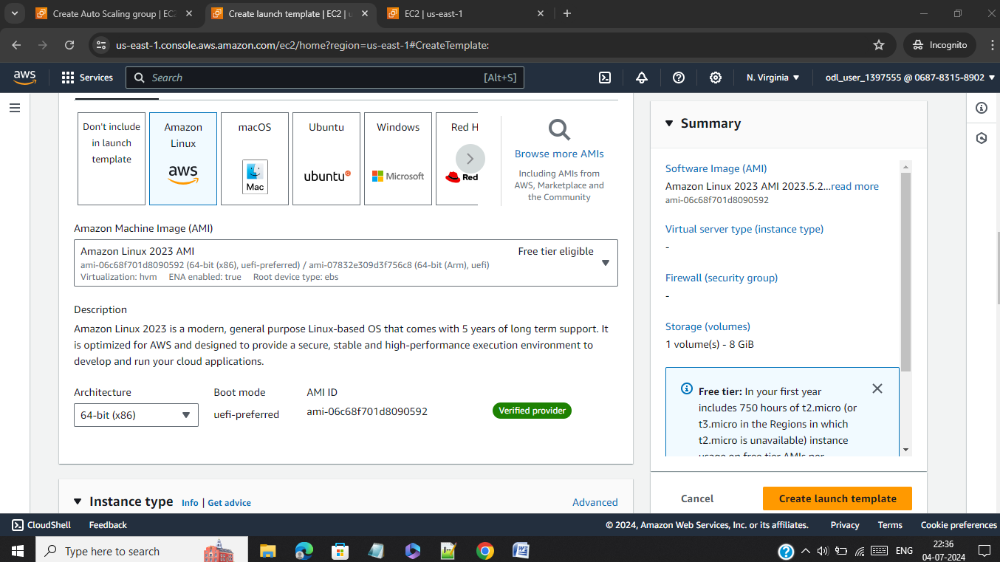 Create Auto Scaling group | EC2
Create launch template | EC2 | u
EC2 | us-east-1
us-east-1.console.aws.amazon.com/ec2/home?region=us-east-1#CreateTemplate:
Incognito
aws
Services
Search
[Alt+S]
N. Virginia
odl_user_1397555 @ 0687-8315-8902
Don't include
in launch
template
Amazon
Linux
aws
macOS
Mac
Ubuntu
ubuntu
Windows
Microsoft
Red H
Red
Browse more AMIs
Including AMIs from
AWS, Marketplace and
the Community
Amazon Machine Image (AMI)
Amazon Linux 2023 AMI
Free tier eligible
ami-06c68f701d8090592 (64-bit (x86), uefi-preferred) / ami-07832e309d3f756c8 (64-bit (Arm), uefi)
Virtualization: hvm ENA enabled: true Root device type: ebs
Description
Amazon Linux 2023 is a modern, general purpose Linux-based OS that comes with 5 years of long term support. It
is optimized for AWS and designed to provide a secure, stable and high-performance execution environment to
develop and run your cloud applications.
Architecture
64-bit (x86)
Boot mode
uefi-preferred
AMI ID
ami-06c68f701d8090592
Verified provider
Instance type
Info | Get advice
Advanced
Summary
Software Image (AMI)
Amazon Linux 2023 AMI 2023.5.2...read more
ami-06c68f701d8090592
Virtual server type (instance type)
-
Firewall (security group)
-
Storage (volumes)
1 volume(s) - 8 GiB
Free tier: In your first year
includes 750 hours of t2.micro (or
t3.micro in the Regions in which
t2.micro is unavailable) instance
usage on free tier AMIs per
Cancel
Create launch template
CloudShell
Feedback
© 2024, Amazon Web Services, Inc. or its affiliates.
Privacy
Terms
Cookie preferences
Type here to search
ENG
22:36
04-07-2024